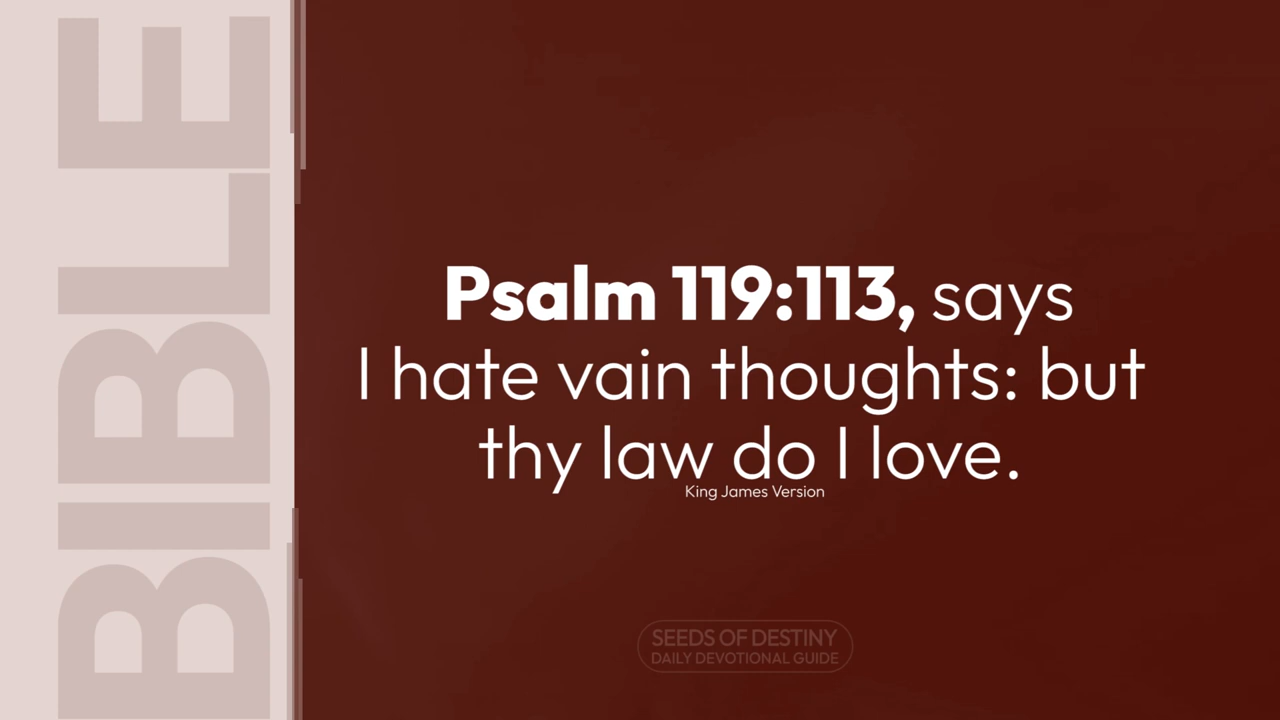 BIBLE
Psalm 119:113, says
I hate vain thoughts: but
thy law do I love.
King James Version
SEEDS OF DESTINY
DAILY DEVOTIONAL GUIDE